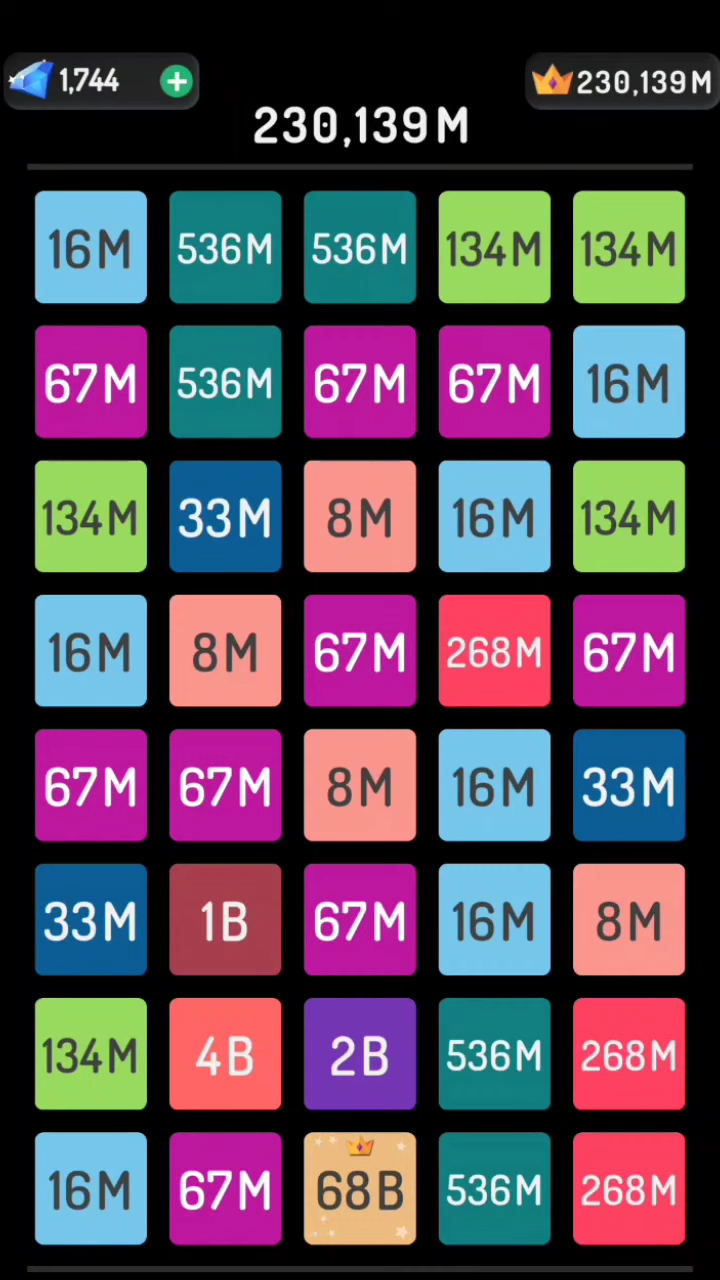 1,744 230,139M
230,139M
16M 536M 536M 134M 134M
67M 536M 67M 67M 16M
134M 33M 8M 16M 134M
16M 8M 67M 268M 67M
67M 67M 8M 16M 33M
33M 1B 67M 16M 8M
134M 4B 2B 536M 268M
16M 67M 68B 536M 268M